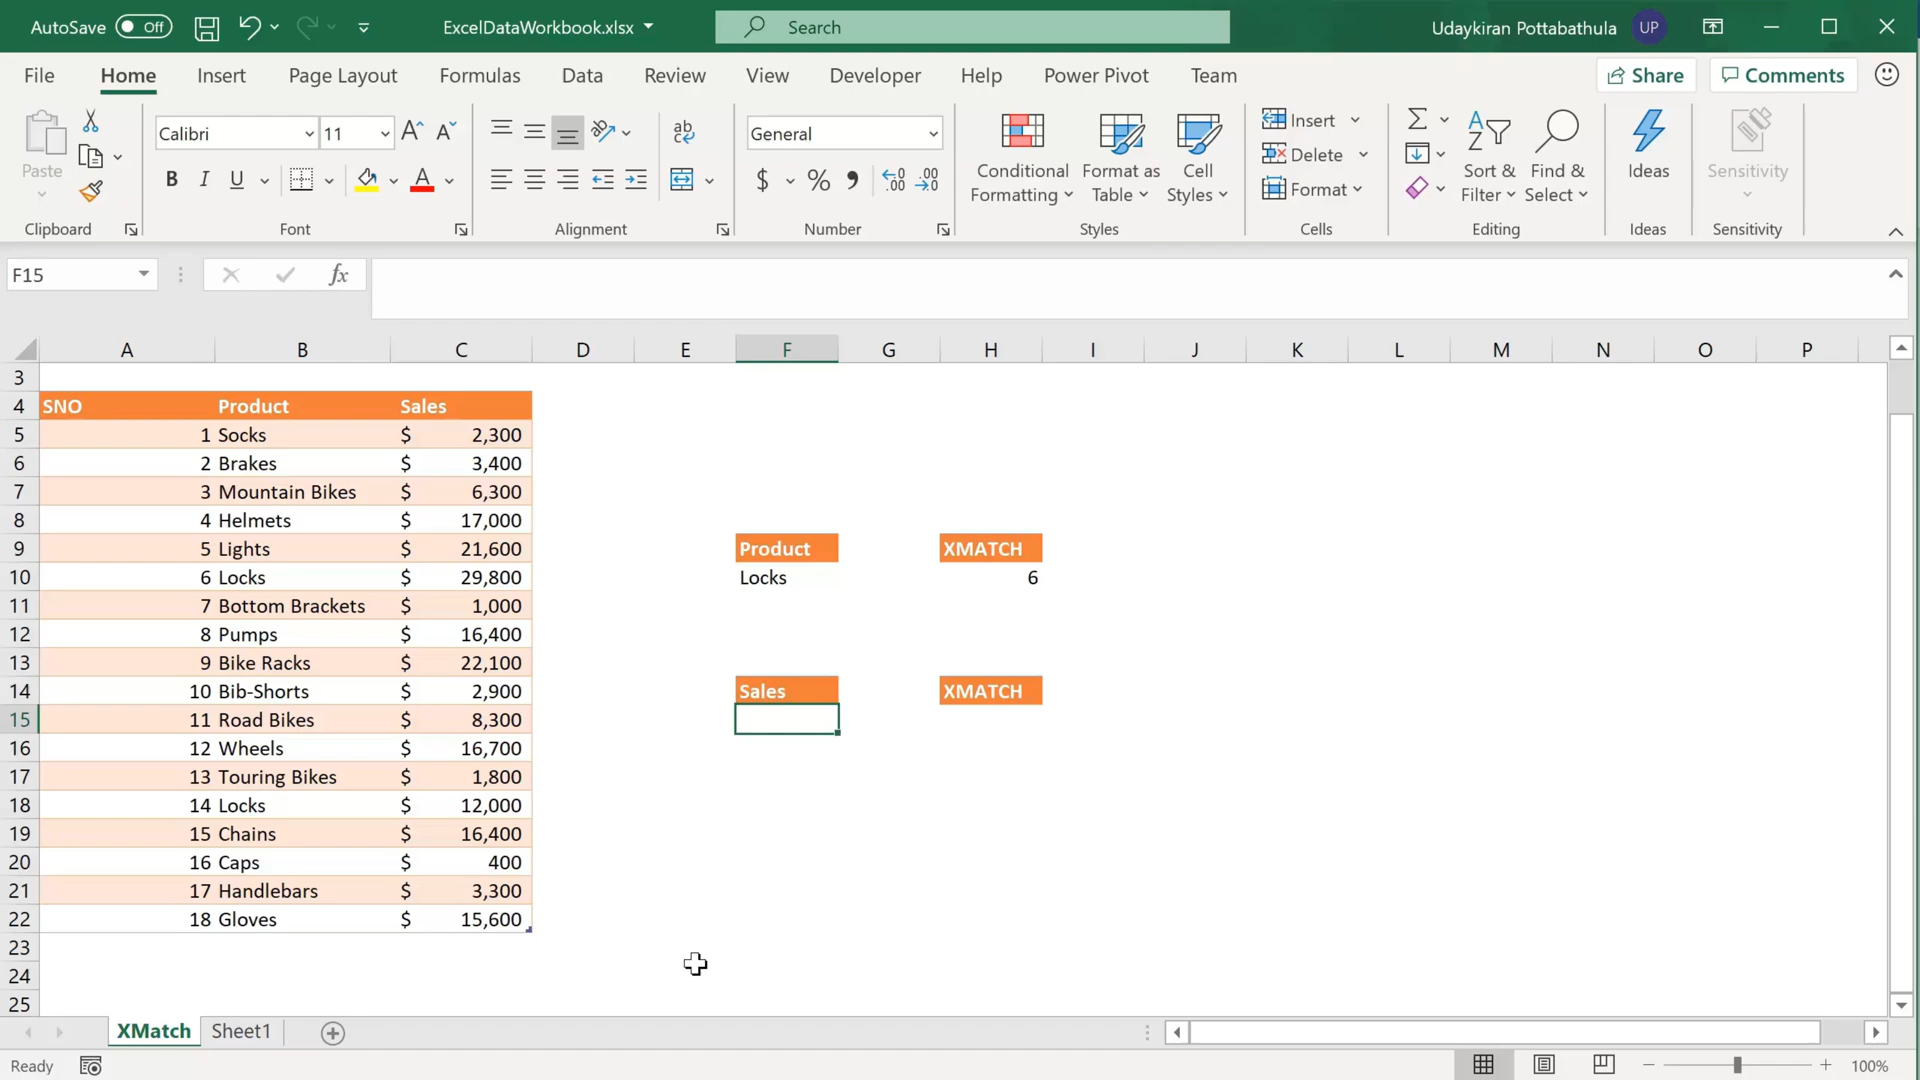 AutoSave Off ExcelDataWorkbook.xlsx Search Udaykiran Pottabathula UP
File Home Insert Page Layout Formulas Data Review View Developer Help Power Pivot Team Share Comments
Paste Calibri 11 A A B I U A ab General $ % 9 .00 .00 Conditional Formatting Format as Table Cell Styles Insert Delete Format Sort & Filter Find & Select Ideas Sensitivity
Clipboard Font Alignment Number Styles Cells Editing Ideas Sensitivity
F15 fx
A B C D E F G H I J K L M N O P
3
4 SNO Product Sales
5 1 Socks $ 2,300
6 2 Brakes $ 3,400
7 3 Mountain Bikes $ 6,300
8 4 Helmets $ 17,000
9 5 Lights $ 21,600 Product XMATCH
10 6 Locks $ 29,800 Locks 6
11 7 Bottom Brackets $ 1,000
12 8 Pumps $ 16,400
13 9 Bike Racks $ 22,100
14 10 Bib-Shorts $ 2,900 Sales XMATCH
15 11 Road Bikes $ 8,300
16 12 Wheels $ 16,700
17 13 Touring Bikes $ 1,800
18 14 Locks $ 12,000
19 15 Chains $ 16,400
20 16 Caps $ 400
21 17 Handlebars $ 3,300
22 18 Gloves $ 15,600
23
24
25
XMatch Sheet1
Ready 100%